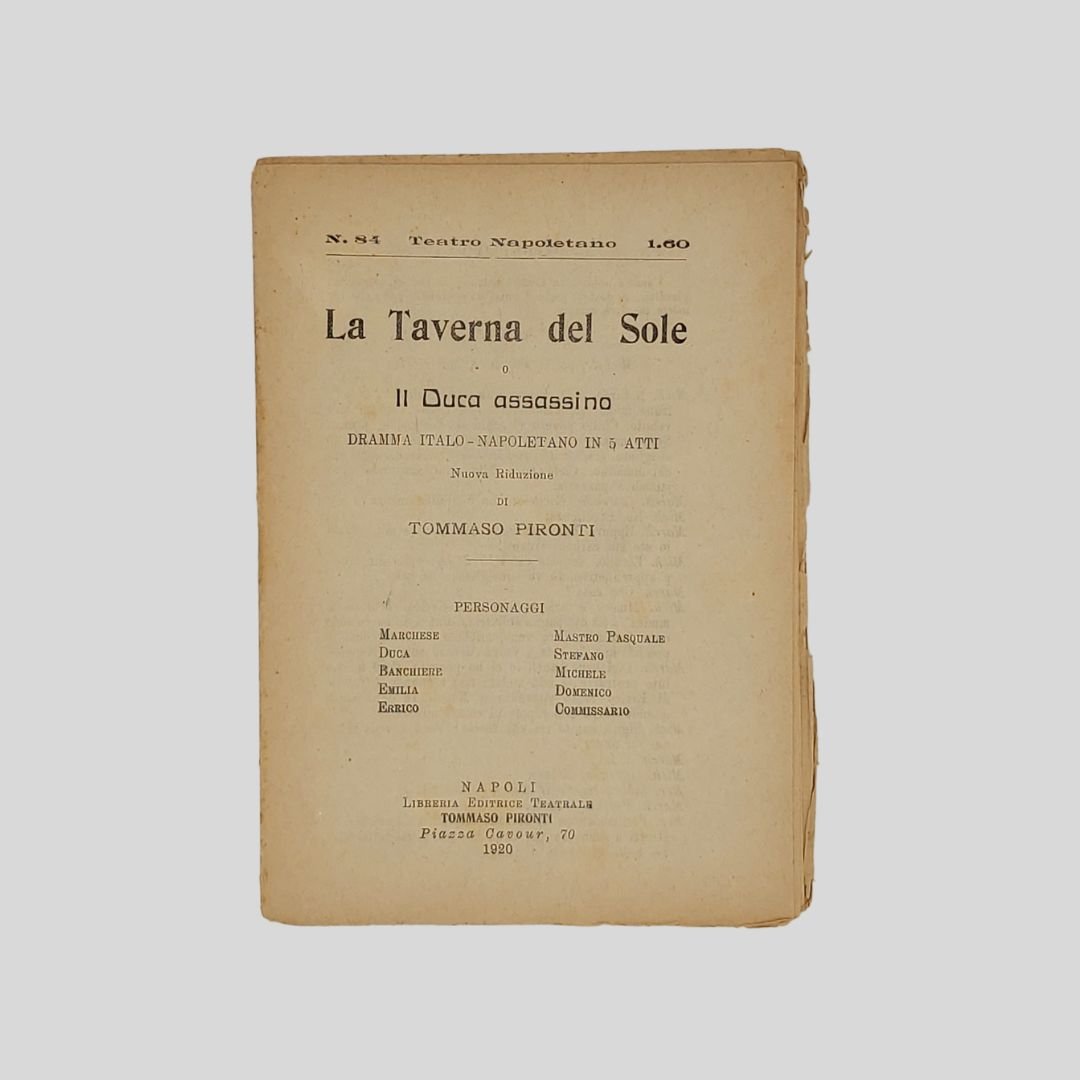 N. 84 Teatro Napoletano 1.60
La Taverna del Sole
o
Il Duca assassino
DRAMMA ITALO-NAPOLETANO IN 5 ATTI
Nuova Riduzione
DI
TOMMASO PIRONTI
PERSONAGGI
Marchese Mastro Pasquale
Duca Stefano
Banchiere Michele
Emilia Domenico
Errico Commissario
NAPOLI
Libreria Editrice Teatrale
TOMMASO PIRONTI
Piazza Cavour, 70
1920